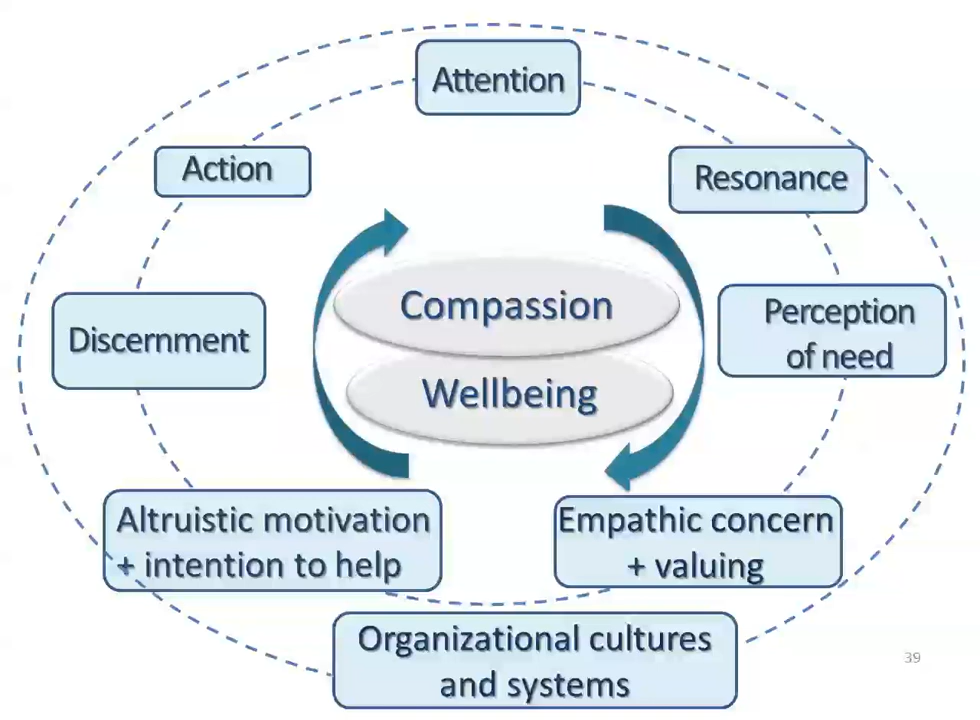 Attention
Action
Resonance
Compassion
Perception
of need
Discernment
Wellbeing
Altruistic motivation
+ intention to help
Empathic concern
+ valuing
Organizational cultures
and systems
39